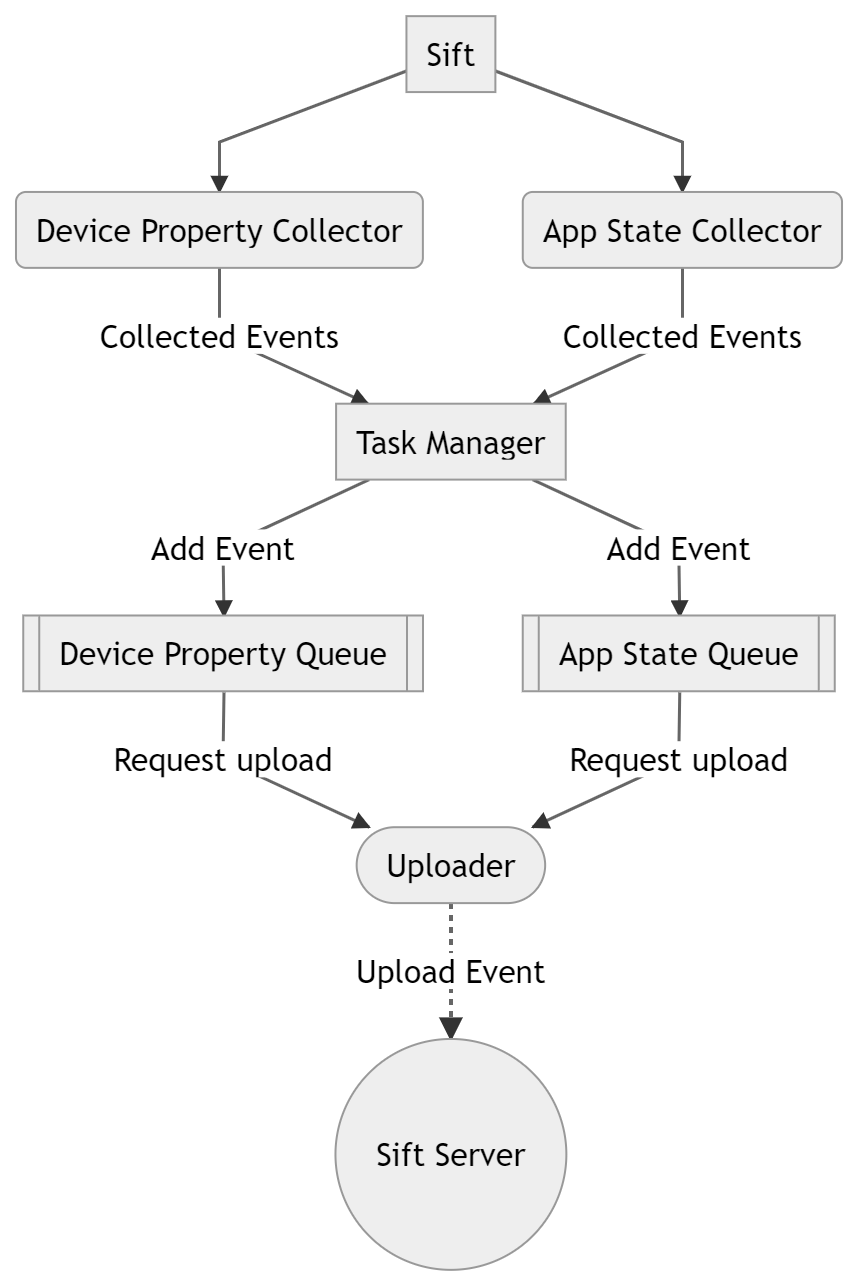 Sift
Device Property Collector
App State Collector
Collected Events
Collected Events
Task Manager
Add Event
Add Event
Device Property Queue
App State Queue
Request upload
Request upload
Uploader
Upload Event
Sift Server